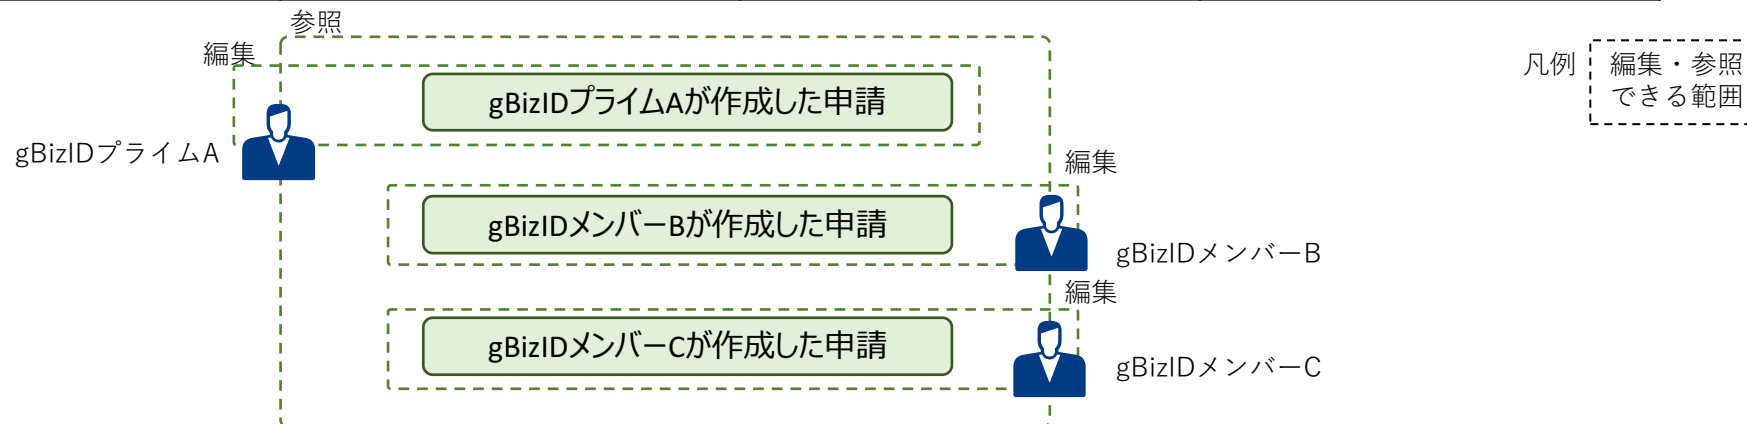 参照
編集
gBizIDプライムAが作成した申請
gBizIDプライムA
凡例
編集・参照
できる範囲
編集
gBizIDメンバーBが作成した申請
gBizIDメンバーB
編集
gBizIDメンバーCが作成した申請
gBizIDメンバーC